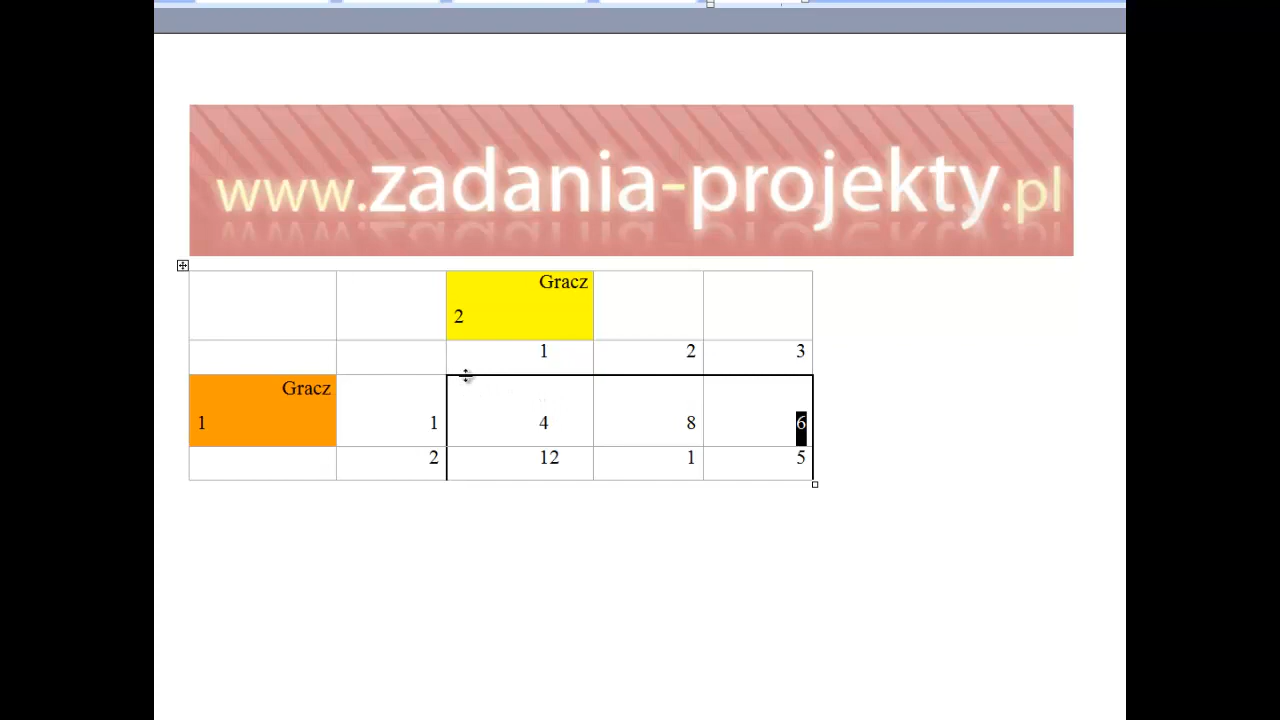 www.zadania-projekty.pl
Gracz
2
1 2 3
Gracz
1 1 4 8 6
2 12 1 5